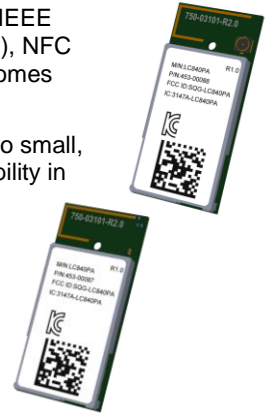 IEEE
), NFC
omes
o small,
bility in
750-03101-R2.0
M/N:LC840PA R1.0
P/N:453-00088
FCC ID:SQG-LC840PA
IC:3147A-LC840PA
750-03101-R2.0
M/N:LC840PA R1.0
P/N:453-00087
FCC ID:SQG-LC840PA
IC:3147A-LC840PA